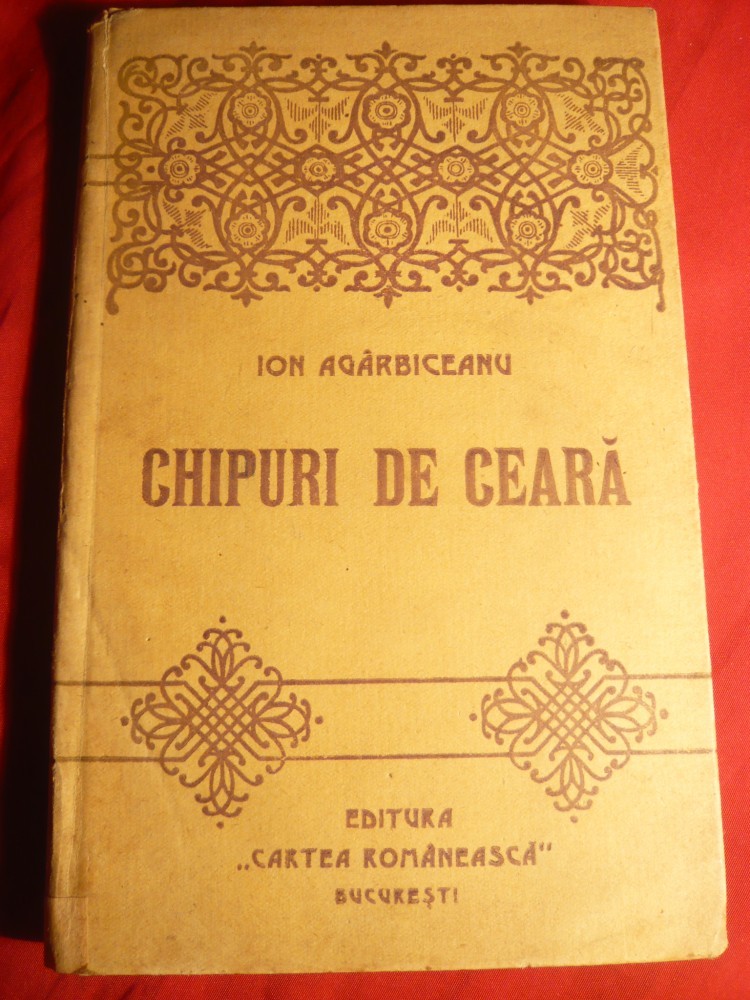 ION AGÂRBICEANU
CHIPURI DE CEARĂ
EDITURA
„CARTEA ROMÂNEASCĂ"
BUCUREȘTI